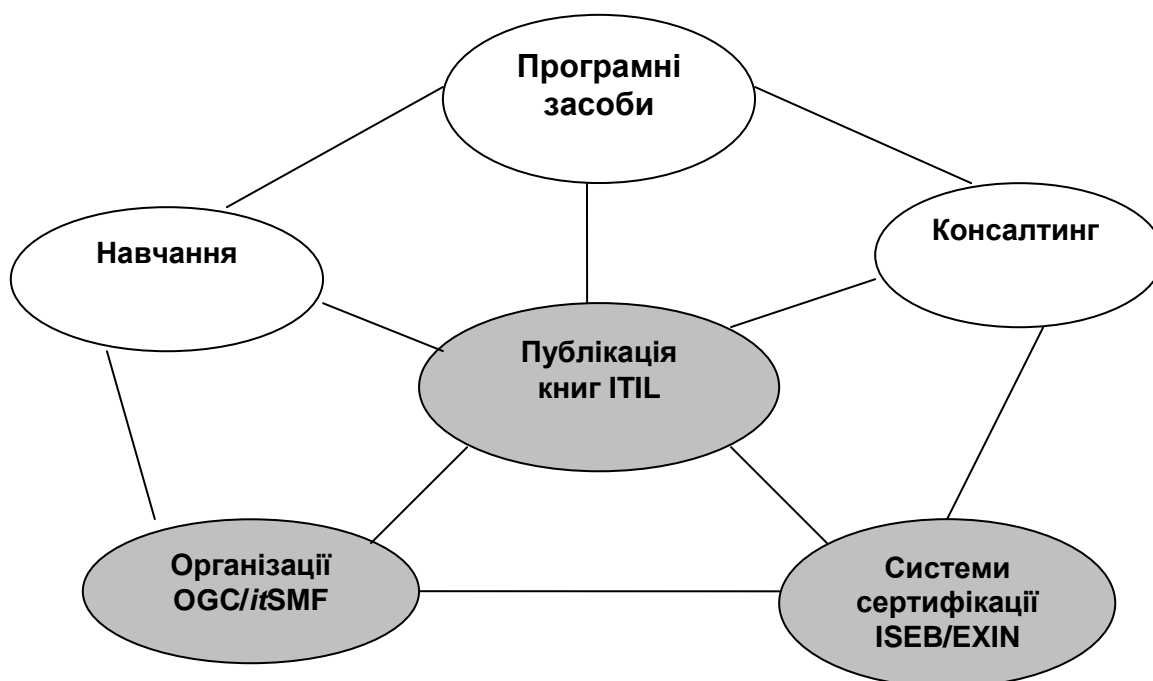 Програмні
засоби
Навчання
Консалтинг
Публікація
книг ITIL
Організації
OGC/itSMF
Системи
сертифікації
ISEB/EXIN